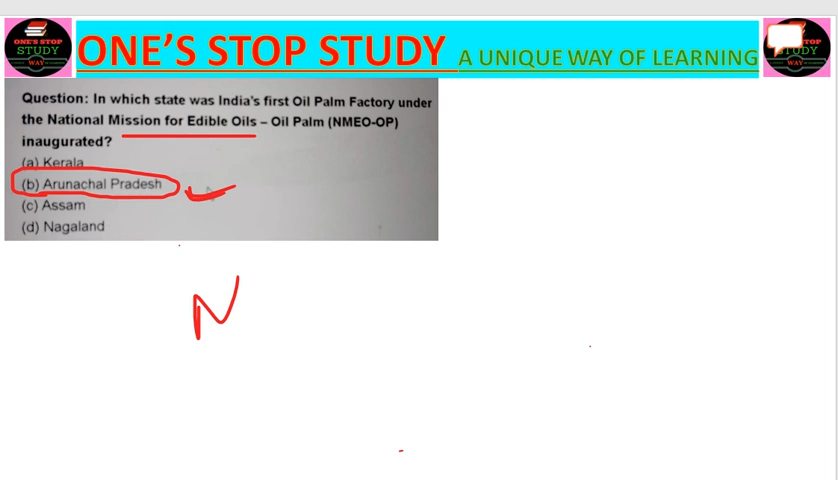 ONE'S STOP
STUDY
WAY
ONE'S STOP STUDY A UNIQUE WAY OF LEARNING
STUDY
WAY
Question: In which state was India's first Oil Palm Factory under
the National Mission for Edible Oils – Oil Palm (NMEO-OP)
inaugurated?
(a) Kerala
(b) Arunachal Pradesh
(c) Assam
(d) Nagaland
N